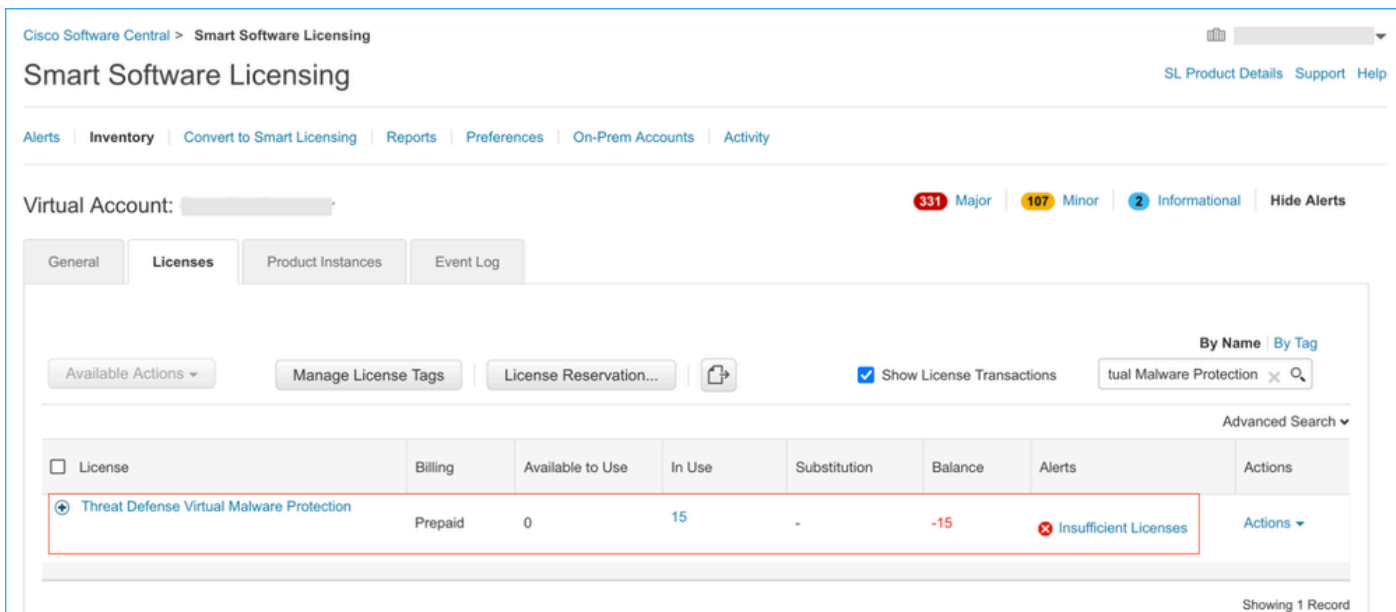 Cisco Software Central > Smart Software Licensing
Smart Software Licensing
SL Product Details Support Help
Alerts Inventory Convert to Smart Licensing Reports Preferences On-Prem Accounts Activity
Virtual Account:
331 Major 107 Minor 2 Informational Hide Alerts
General Licenses Product Instances Event Log
By Name By Tag
Available Actions Manage License Tags License Reservation... Show License Transactions tual Malware Protection
Advanced Search
License Billing Available to Use In Use Substitution Balance Alerts Actions
Threat Defense Virtual Malware Protection Prepaid 0 15 - -15 Insufficient Licenses Actions
Showing 1 Record